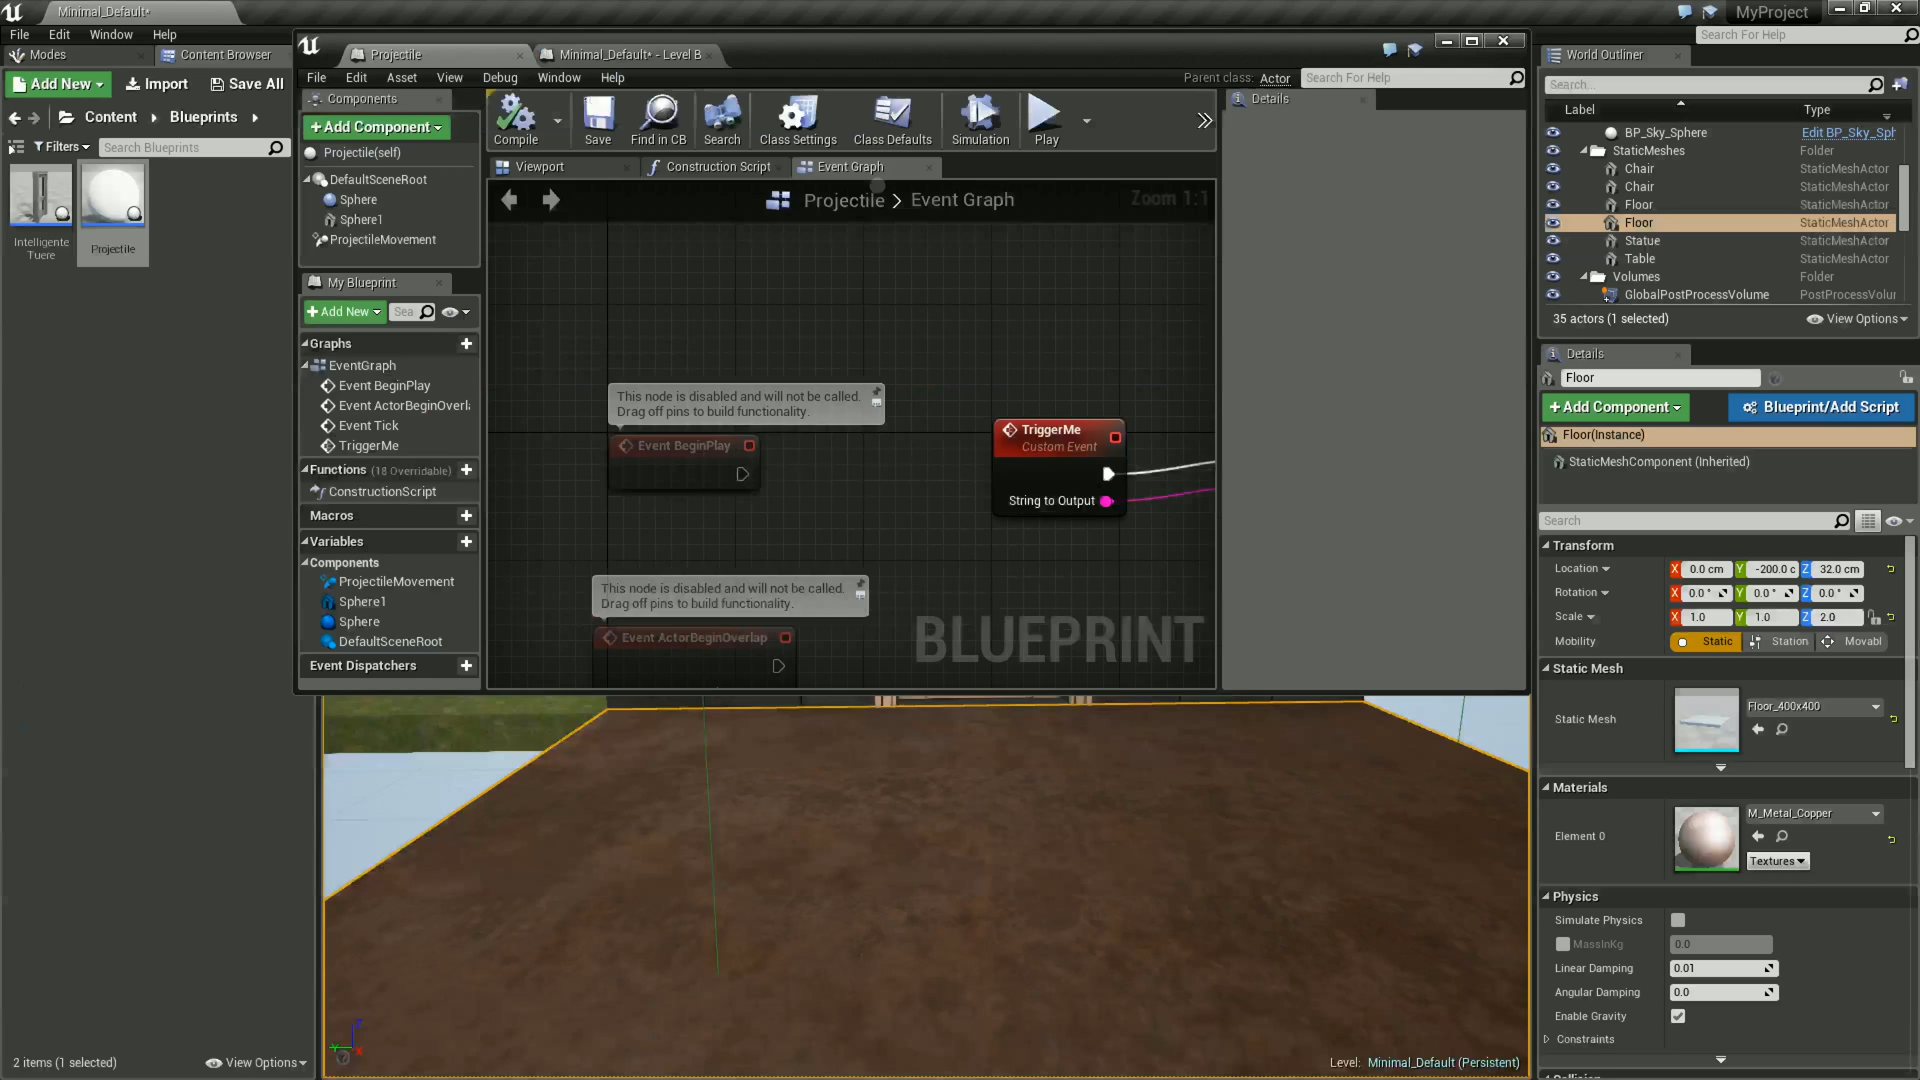 Minimal_Default*
MyProject
File Edit Window Help
Search For Help
Modes
Content Browser
Add New
Import
Save All
Content
Blueprints
Filters
Search Blueprints
Intelligente
Tuere
Projectile
2 items (1 selected)
View Options
Projectile
Minimal_Default* - Level B
File Edit Asset View Debug Window Help
Parent class: Actor
Search For Help
Components
+Add Component
Projectile(self)
DefaultSceneRoot
Sphere
Sphere1
ProjectileMovement
My Blueprint
+Add New
Sea
Graphs
EventGraph
Event BeginPlay
Event ActorBeginOverl
Event Tick
TriggerMe
Functions (18 Overridable)
ConstructionScript
Macros
Variables
Components
ProjectileMovement
Sphere1
Sphere
DefaultSceneRoot
Event Dispatchers
Compile
Save
Find in CB
Search
Class Settings
Class Defaults
Simulation
Play
Viewport
Construction Script
Event Graph
Projectile > Event Graph
Zoom 1:1
This node is disabled and will not be called.
Drag off pins to build functionality.
Event BeginPlay
TriggerMe
Custom Event
String to Output
This node is disabled and will not be called.
Drag off pins to build functionality.
Event ActorBeginOverlap
BLUEPRINT
Details
Level: Minimal_Default (Persistent)
World Outliner
Search...
Label
Type
BP_Sky_Sphere
Edit BP_Sky_Sph
StaticMeshes
Folder
Chair
StaticMeshActor
Chair
StaticMeshActor
Floor
StaticMeshActor
Floor
StaticMeshActor
Statue
StaticMeshActor
Table
StaticMeshActor
Volumes
Folder
GlobalPostProcessVolume
PostProcessVolur
35 actors (1 selected)
View Options
Details
Floor
+Add Component
Blueprint/Add Script
Floor(Instance)
StaticMeshComponent (Inherited)
Search
Transform
Location X 0.0 cm Y -200.0 c Z 32.0 cm
Rotation X 0.0 ° Y 0.0 ° Z 0.0 °
Scale X 1.0 Y 1.0 Z 2.0
Mobility Static Station Movabl
Static Mesh
Static Mesh
Floor_400x400
Materials
Element 0
M_Metal_Copper
Textures
Physics
Simulate Physics
MassInKg 0.0
Linear Damping 0.01
Angular Damping 0.0
Enable Gravity
Constraints